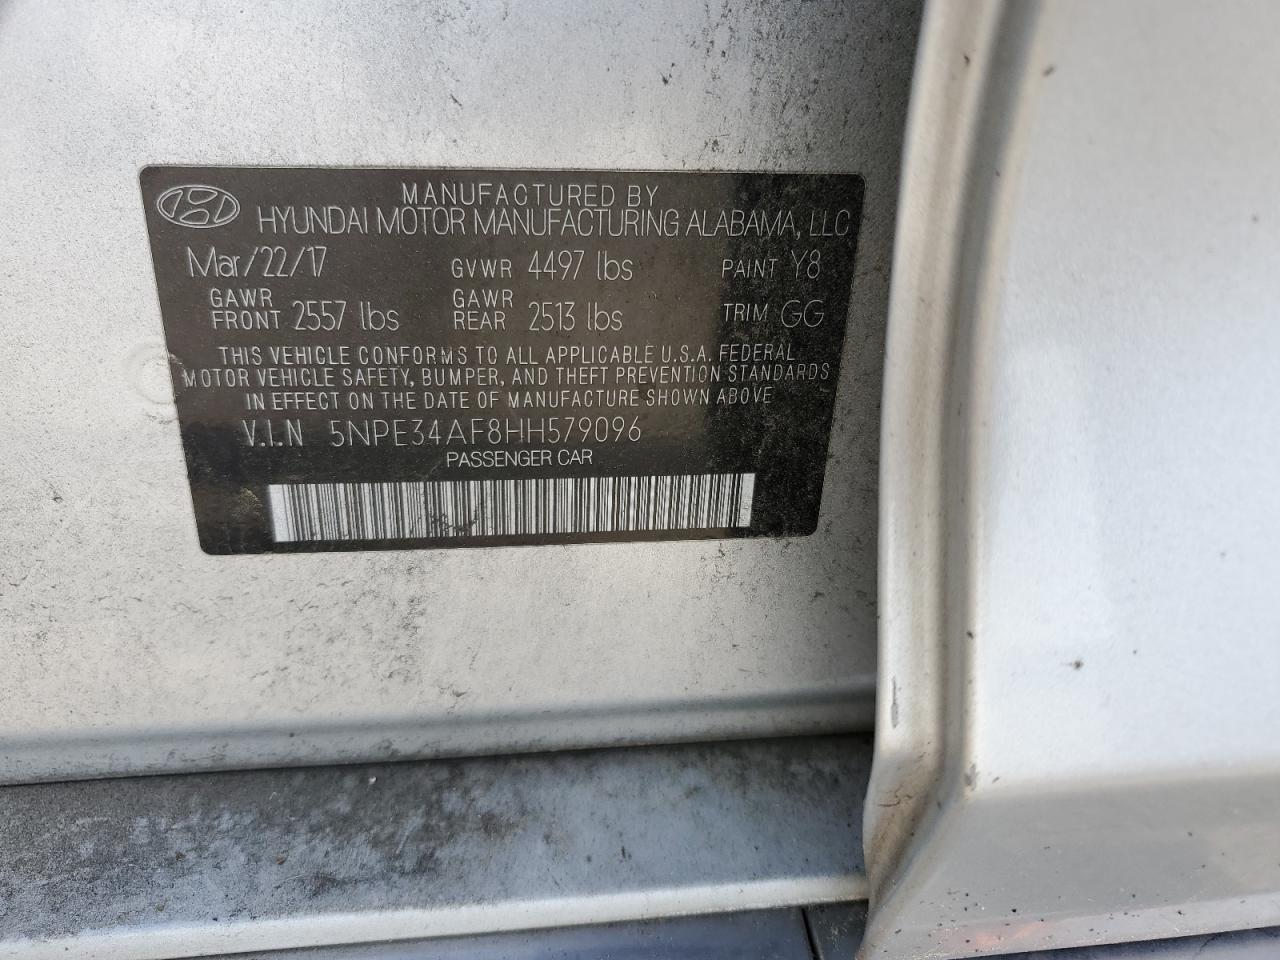 MANUFACTURED BY
HYUNDAI MOTOR MANUFACTURING ALABAMA, LLC
Mar/22/17 GVWR 4497 lbs PAINT Y8
GAWR FRONT 2557 lbs GAWR REAR 2513 lbs TRIM GG
THIS VEHICLE CONFORMS TO ALL APPLICABLE U.S.A. FEDERAL
MOTOR VEHICLE SAFETY, BUMPER, AND THEFT PREVENTION STANDARDS
IN EFFECT ON THE DATE OF MANUFACTURE SHOWN ABOVE
V.I.N 5NPE34AF8HH579096
PASSENGER CAR